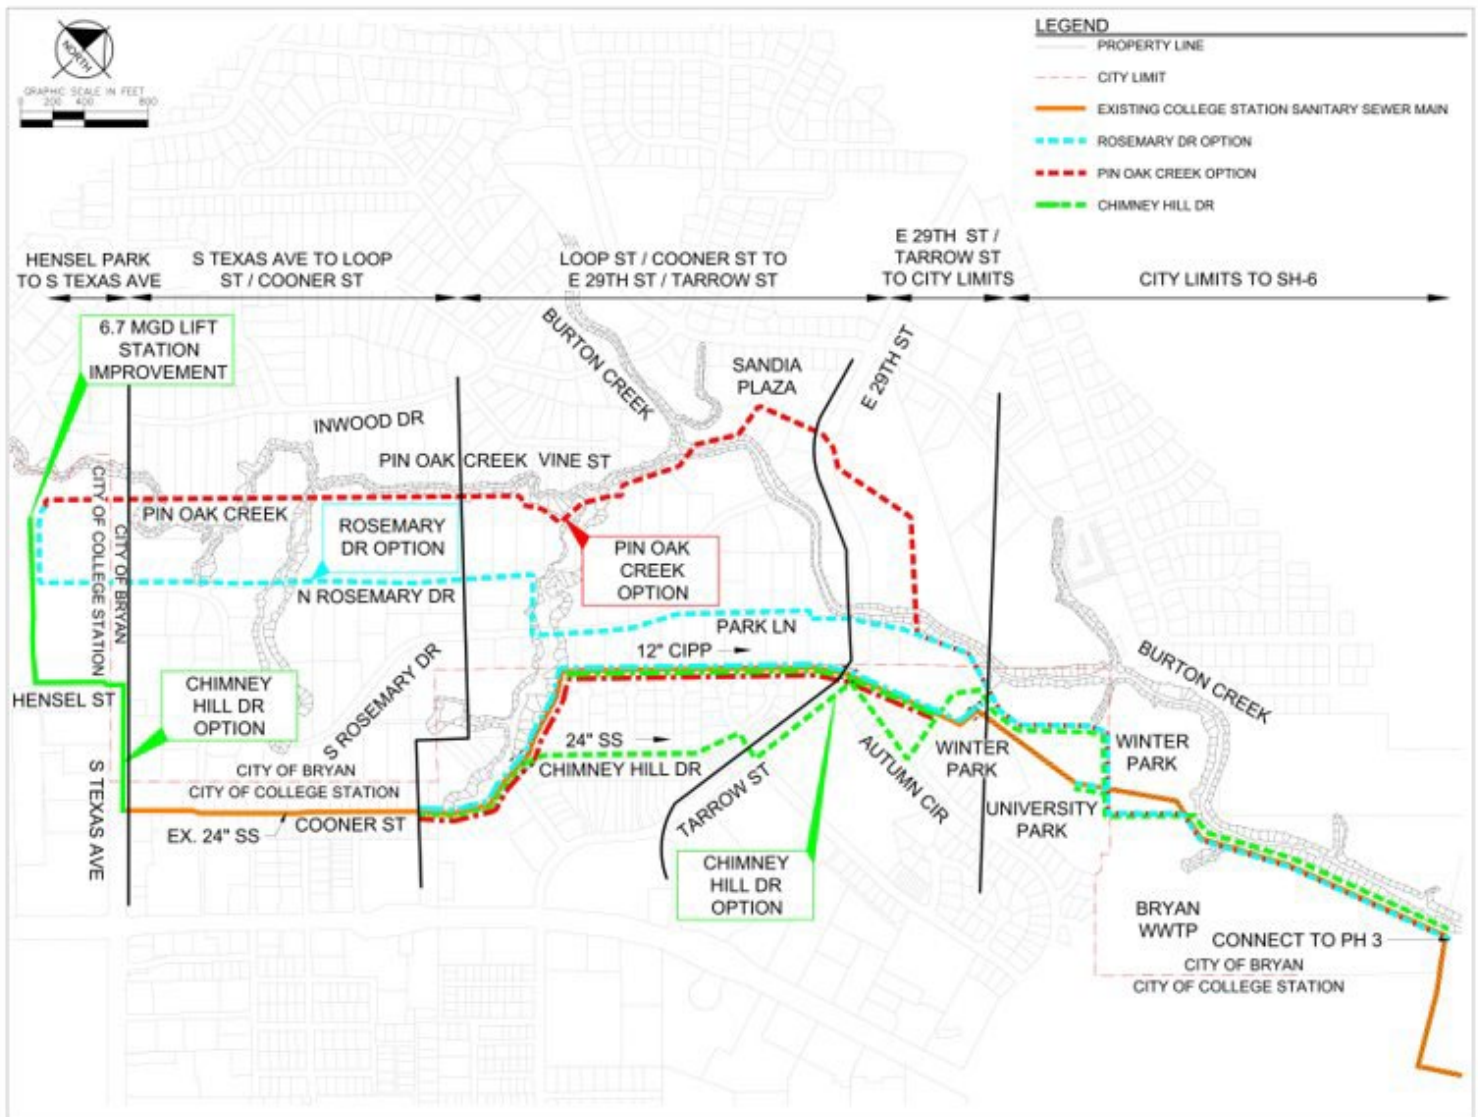 NORTH
GRAPHIC SCALE IN FEET
0 200 400 800
LEGEND
PROPERTY LINE
CITY LIMIT
EXISTING COLLEGE STATION SANITARY SEWER MAIN
ROSEMARY DR OPTION
PIN OAK CREEK OPTION
CHIMNEY HILL DR
HENSEL PARK
TO S TEXAS AVE
S TEXAS AVE TO LOOP
ST / COONER ST
LOOP ST / COONER ST TO
E 29TH ST / TARROW ST
E 29TH ST /
TARROW ST
TO CITY LIMITS
CITY LIMITS TO SH-6
6.7 MGD LIFT
STATION
IMPROVEMENT
BURTON CREEK
SANDIA
PLAZA
E 29TH ST
INWOOD DR
PIN OAK CREEK VINE ST
PIN OAK CREEK
CITY OF BRYAN
CITY OF COLLEGE STATION
ROSEMARY
DR OPTION
PIN OAK
CREEK
OPTION
N ROSEMARY DR
PARK LN
12" CIPP
S ROSEMARY DR
HENSEL ST
CHIMNEY
HILL DR
OPTION
24" SS
CHIMNEY HILL DR
CITY OF BRYAN
CITY OF COLLEGE STATION
S TEXAS AVE
EX. 24" SS
COONER ST
TARROW ST
AUTUMN CIR
WINTER
PARK
WINTER
PARK
BURTON CREEK
UNIVERSITY
PARK
CHIMNEY
HILL DR
OPTION
BRYAN
WWTP
CONNECT TO PH 3
CITY OF BRYAN
CITY OF COLLEGE STATION